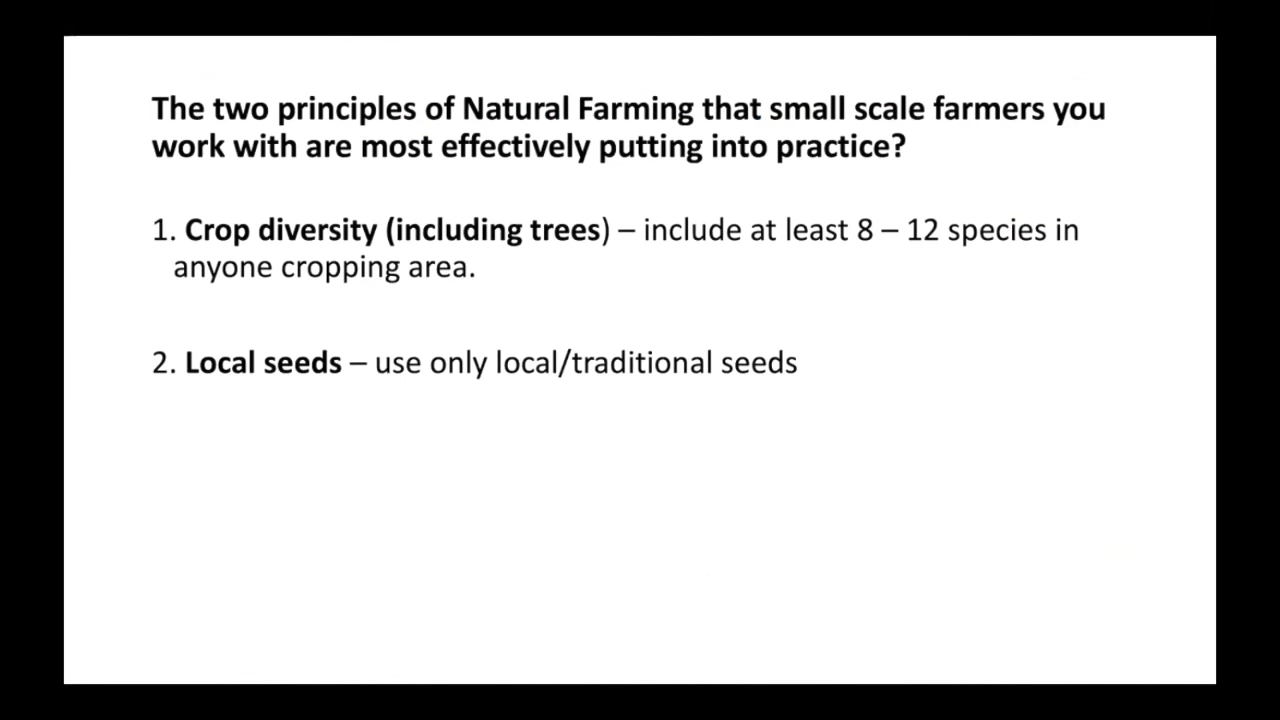 The two principles of Natural Farming that small scale farmers you
work with are most effectively putting into practice?
1. Crop diversity (including trees) – include at least 8 – 12 species in
anyone cropping area.
2. Local seeds – use only local/traditional seeds